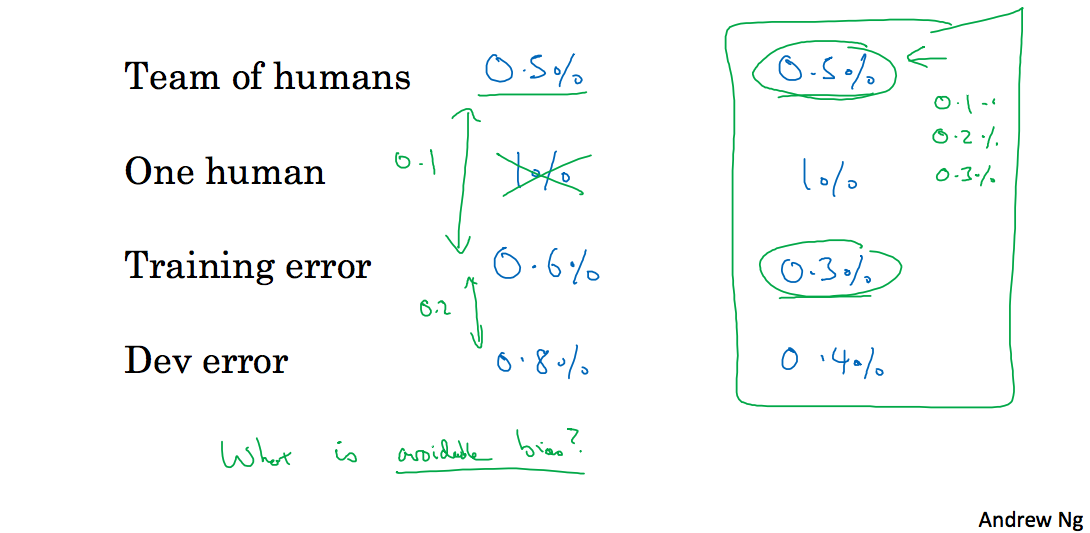 Team of humans 0.5% 0.5%
0.1
0.2%
One human 0.1 1% 1% 0.3%
Training error 0.6% 0.3%
0.2
Dev error 0.8% 0.4%
What is avoidable bias?
Andrew Ng